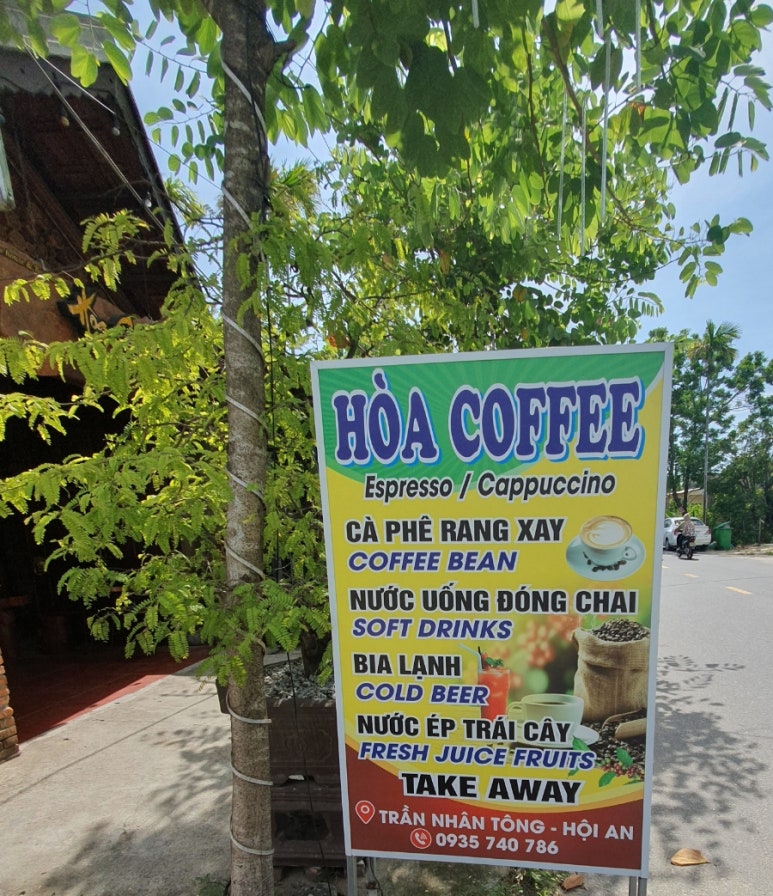 HÒA COFFEE
Espresso / Cappuccino
CÀ PHÊ RANG XAY
COFFEE BEAN
NƯỚC UỐNG ĐÓNG CHAI
SOFT DRINKS
BIA LẠNH
COLD BEER
NƯỚC ÉP TRÁI CÂY
FRESH JUICE FRUITS
TAKE AWAY
TRẦN NHÂN TÔNG - HỘI AN
0935 740 786